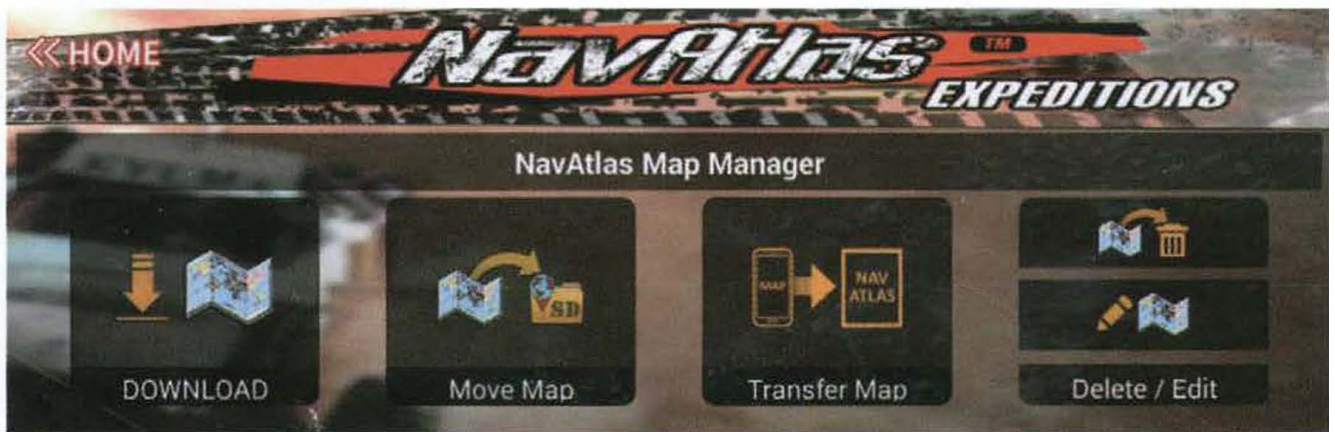 « HOME
NavAtlas TM
EXPEDITIONS
NavAtlas Map Manager
SD
MAP
NAV
ATLAS
DOWNLOAD
Move Map
Transfer Map
Delete / Edit